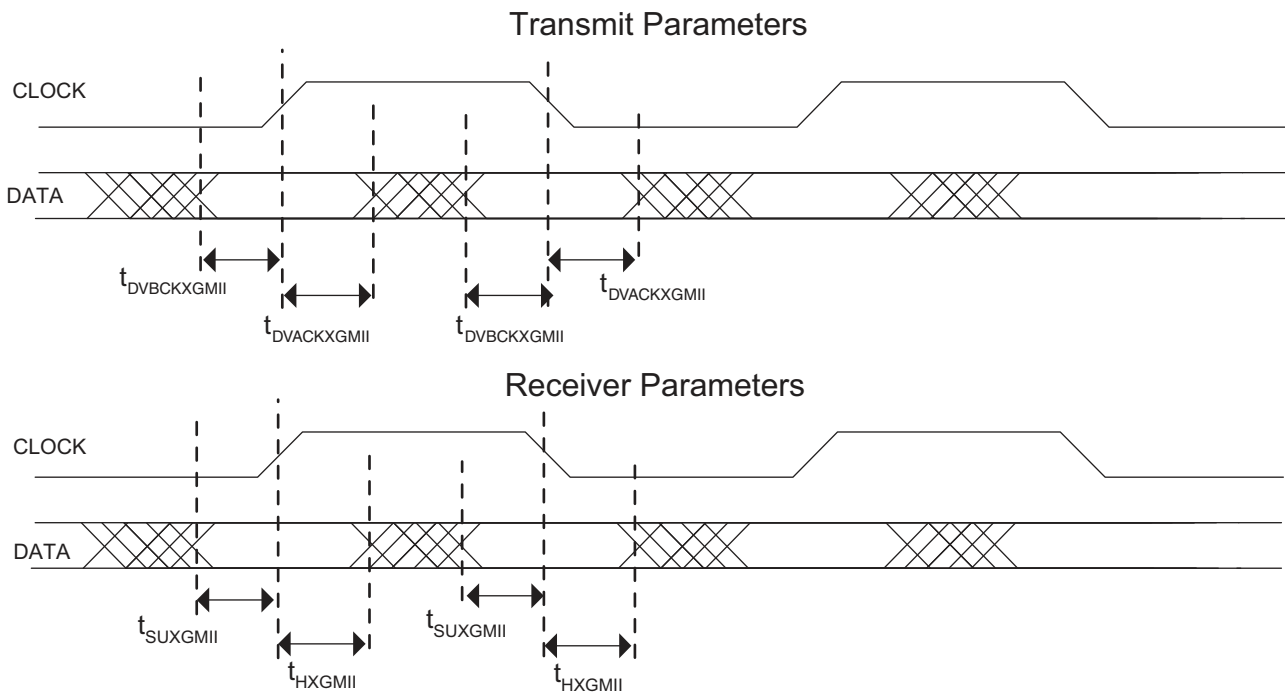 Transmit Parameters
CLOCK
DATA
tDVBCKXGMII
tDVACKXGMII
tDVACKXGMII
tDVBCKXGMII
Receiver Parameters
CLOCK
DATA
tSUXGMII
tSUXGMII
tHXGMII
tHXGMII